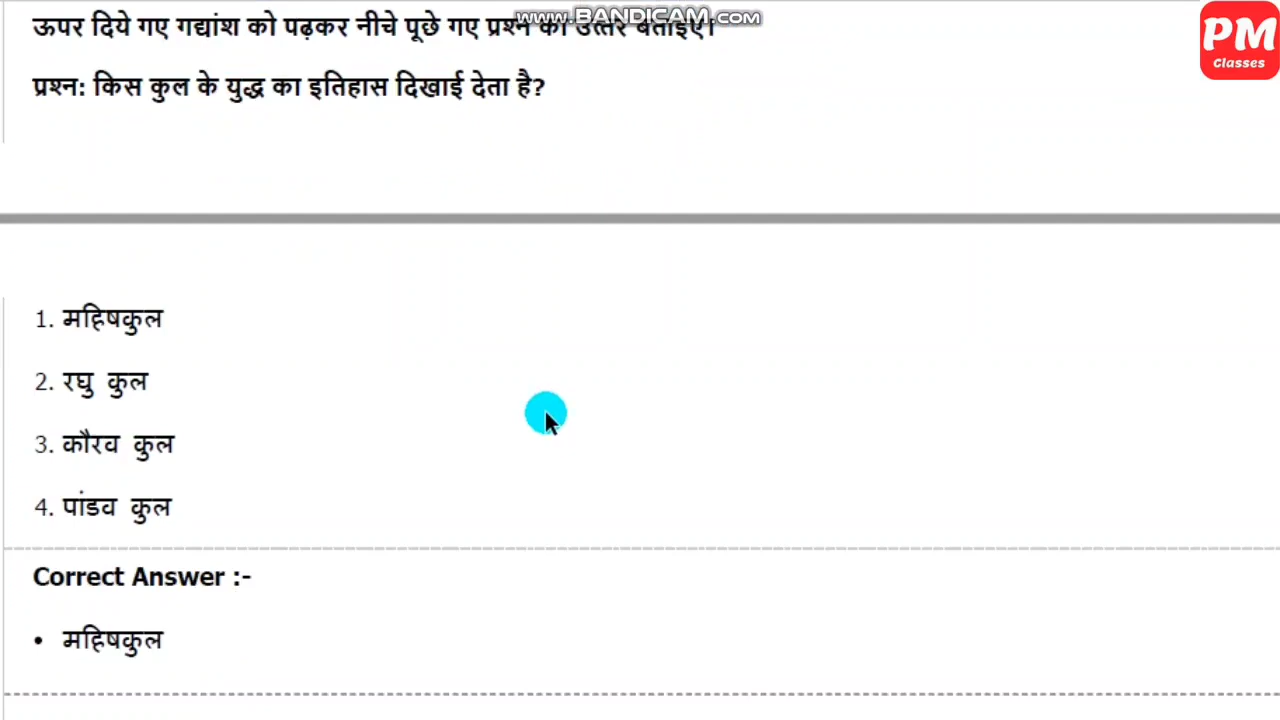 www.BANDICAM.com
ऊपर दिये गए गद्यांश को पढ़कर नीचे पूछे गए प्रश्न का उत्तर बताइए।
PM
Classes
प्रश्न: किस कुल के युद्ध का इतिहास दिखाई देता है?
1. महिषकुल
2. रघु कुल
3. कौरव कुल
4. पांडव कुल
Correct Answer :-
• महिषकुल